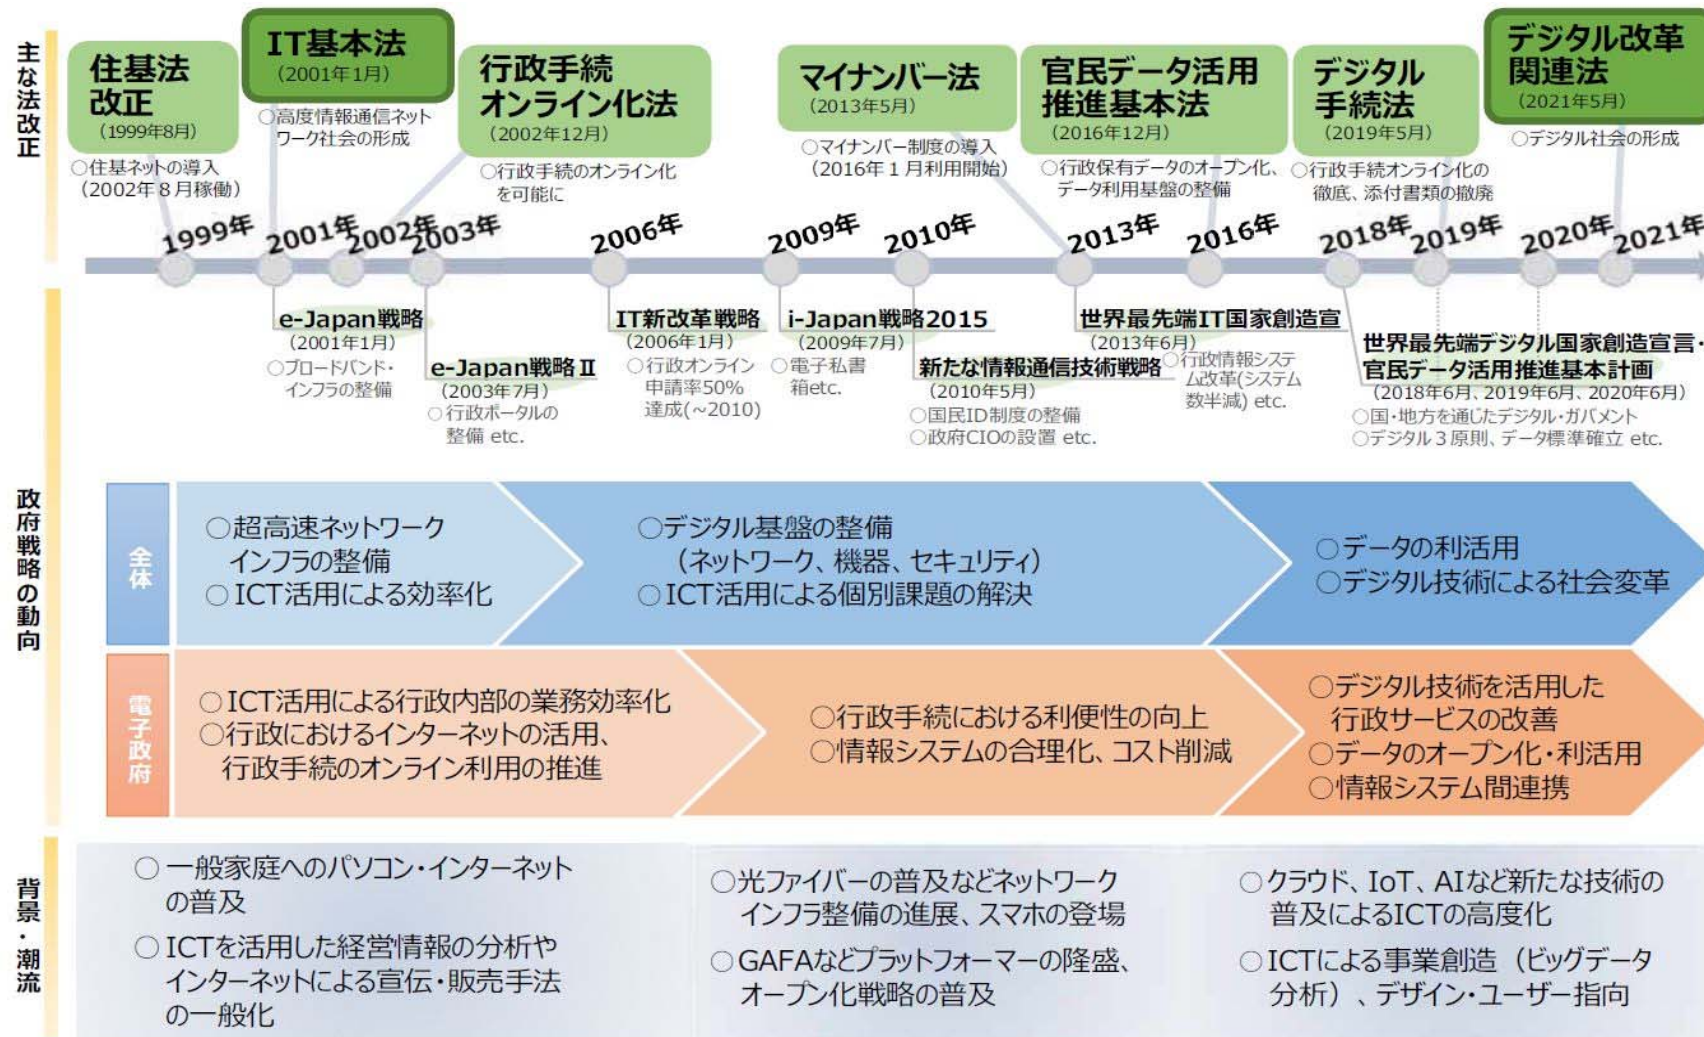 主な法改正
住基法
改正
（1999年8月）
○住基ネットの導入
（2002年８月稼働）
IT基本法
（2001年1月）
○高度情報通信ネット
ワーク社会の形成
行政手続
オンライン化法
（2002年12月）
○行政手続のオンライン化
を可能に
マイナンバー法
（2013年5月）
○マイナンバー制度の導入
（2016年１月利用開始）
官民データ活用
推進基本法
（2016年12月）
○行政保有データのオープン化、
データ利用基盤の整備
デジタル
手続法
（2019年5月）
○行政手続オンライン化の
徹底、添付書類の撤廃
デジタル改革
関連法
（2021年5月）
○デジタル社会の形成
1999年
2001年
2002年
2003年
2006年
2009年
2010年
2013年
2016年
2018年
2019年
2020年
2021年
政府戦略の動向
e-Japan戦略
（2001年1月）
○ブロードバンド・
インフラの整備
e-Japan戦略Ⅱ
（2003年7月）
○行政ポータルの
整備 etc.
IT新改革戦略
（2006年1月）
○行政オンライン
申請率50%
達成(～2010)
i-Japan戦略2015
（2009年7月）
○電子私書
箱etc.
新たな情報通信技術戦略
（2010年5月）
○国民ID制度の整備
○政府CIOの設置 etc.
世界最先端IT国家創造宣
（2013年6月）
○行政情報システ
ム改革(システム
数半減) etc.
世界最先端デジタル国家創造宣言・
官民データ活用推進基本計画
（2018年6月、2019年6月、2020年6月）
○国・地方を通じたデジタル・ガバメント
○デジタル３原則、データ標準確立 etc.
全体
○超高速ネットワーク
インフラの整備
○ICT活用による効率化
○デジタル基盤の整備
（ネットワーク、機器、セキュリティ）
○ICT活用による個別課題の解決
○データの利活用
○デジタル技術による社会変革
電子政府
○ICT活用による行政内部の業務効率化
○行政におけるインターネットの活用、
行政手続のオンライン利用の推進
○行政手続における利便性の向上
○情報システムの合理化、コスト削減
○デジタル技術を活用した
行政サービスの改善
○データのオープン化・利活用
○情報システム間連携
背景・潮流
○一般家庭へのパソコン・インターネット
の普及
○ICTを活用した経営情報の分析や
インターネットによる宣伝・販売手法
の一般化
○光ファイバーの普及などネットワーク
インフラ整備の進展、スマホの登場
○GAFAなどプラットフォーマーの隆盛、
オープン化戦略の普及
○クラウド、IoT、AIなど新たな技術の
普及によるICTの高度化
○ICTによる事業創造（ビッグデータ
分析）、デザイン・ユーザー指向